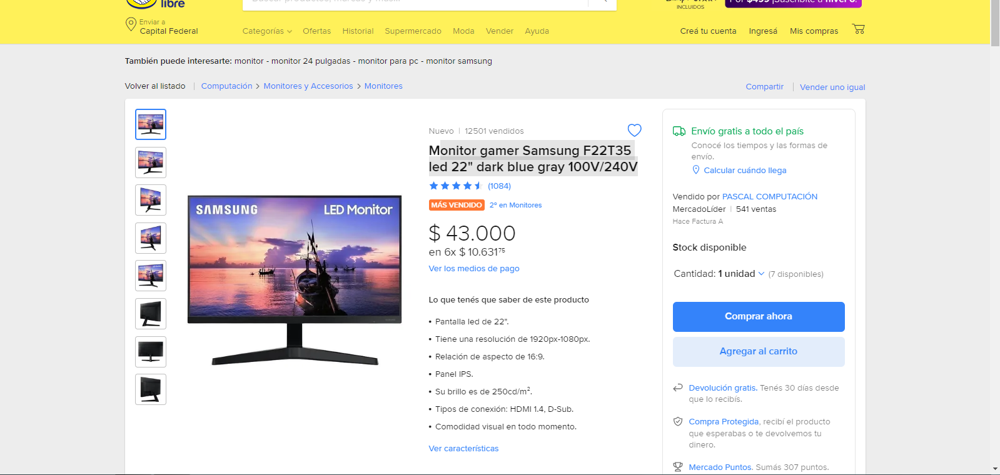 libre
INCLUIDOS
Enviar a
Capital Federal
Categorías Ofertas Historial Supermercado Moda Vender Ayuda
Creá tu cuenta Ingresá Mis compras
También puede interesarte: monitor - monitor 24 pulgadas - monitor para pc - monitor samsung
Volver al listado | Computación > Monitores y Accesorios > Monitores
Compartir | Vender uno igual
Nuevo | 12501 vendidos
Monitor gamer Samsung F22T35
led 22" dark blue gray 100V/240V
(1084)
MÁS VENDIDO 2º en Monitores
$ 43.000
en 6x $ 10.631⁷⁵
Ver los medios de pago
SAMSUNG LED Monitor
Lo que tenés que saber de este producto
• Pantalla led de 22".
• Tiene una resolución de 1920px-1080px.
• Relación de aspecto de 16:9.
• Panel IPS.
• Su brillo es de 250cd/m².
• Tipos de conexión: HDMI 1.4, D-Sub.
• Comodidad visual en todo momento.
Ver características
Envío gratis a todo el país
Conocé los tiempos y las formas de
envío.
Calcular cuándo llega
Vendido por PASCAL COMPUTACIÓN
MercadoLíder | 541 ventas
Hace Factura A
Stock disponible
Cantidad: 1 unidad (7 disponibles)
Comprar ahora
Agregar al carrito
Devolución gratis. Tenés 30 días desde
que lo recibís.
Compra Protegida, recibí el producto
que esperabas o te devolvemos tu
dinero.
Mercado Puntos. Sumás 307 puntos.